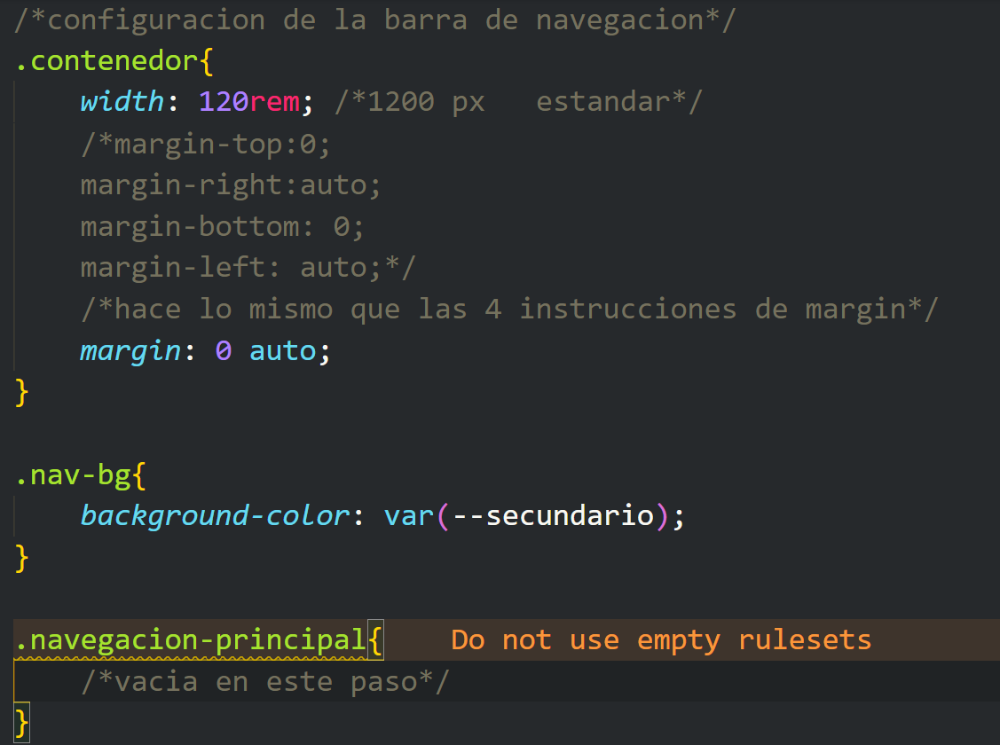 /*configuracion de la barra de navegacion*/
.contenedor{
    width: 120rem; /*1200 px   estandar*/
    /*margin-top:0;
    margin-right:auto;
    margin-bottom: 0;
    margin-left: auto;*/
    /*hace lo mismo que las 4 instrucciones de margin*/
    margin: 0 auto;
}

.nav-bg{
    background-color: var(--secundario);
}

.navegacion-principal{    Do not use empty rulesets
    /*vacia en este paso*/
}